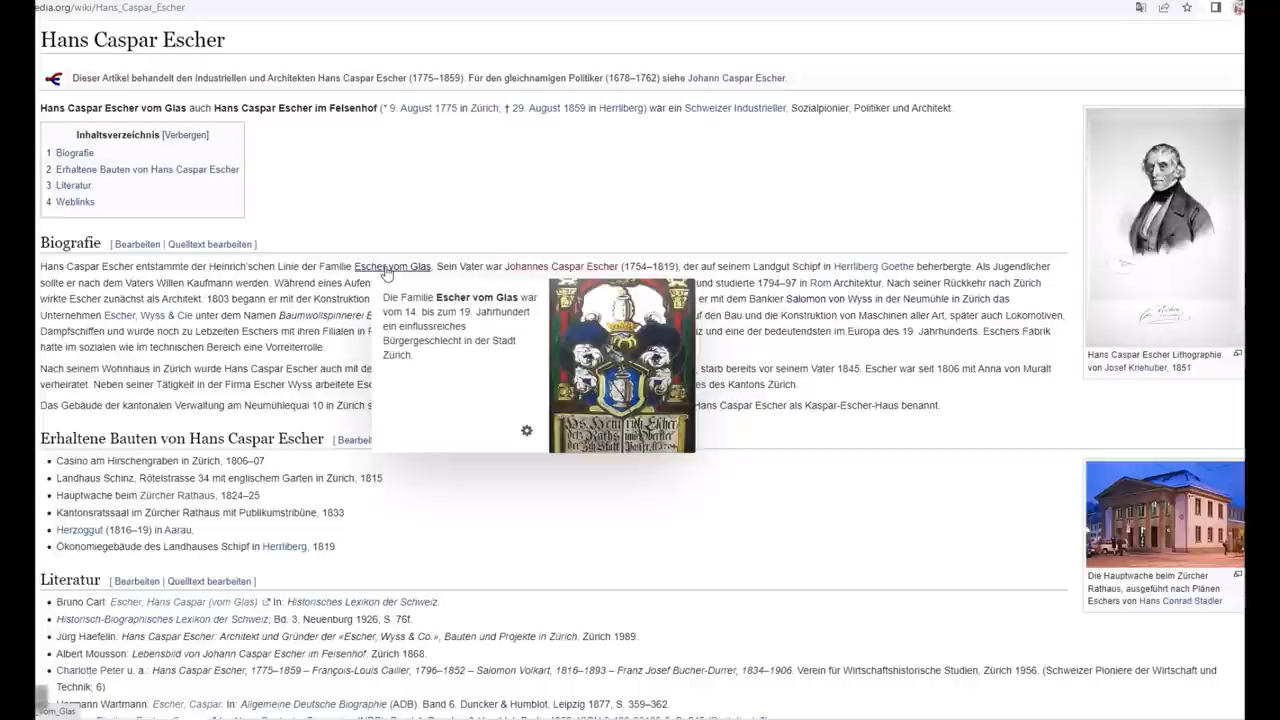 edia.org/wiki/Hans_Caspar_Escher
Hans Caspar Escher
Dieser Artikel behandelt den Industriellen und Architekten Hans Caspar Escher (1775–1859). Für den gleichnamigen Politiker (1678–1762) siehe Johann Caspar Escher.
Hans Caspar Escher vom Glas auch Hans Caspar Escher im Felsenhof (* 9. August 1775 in Zürich; † 29. August 1859 in Herrliberg) war ein Schweizer Industrieller, Sozialpionier, Politiker und Architekt.
Inhaltsverzeichnis [Verbergen]
1 Biografie
2 Erhaltene Bauten von Hans Caspar Escher
3 Literatur
4 Weblinks
Hans Caspar Escher Lithographie
von Josef Kriehuber, 1851
Biografie [ Bearbeiten | Quelltext bearbeiten ]
Hans Caspar Escher entstammte der Heinrich'schen Linie der Familie Escher vom Glas. Sein Vater war Johannes Caspar Escher (1754–1819), der auf seinem Landgut Schipf in Herrliberg Goethe beherbergte. Als Jugendlicher
sollte er nach dem Vaters Willen Kaufmann werden. Während eines Aufen und studierte 1794–97 in Rom Architektur. Nach seiner Rückkehr nach Zürich
wirkte Escher zunächst als Architekt. 1803 begann er mit der Konstruktion er mit dem Bankier Salomon von Wyss in der Neumühle in Zürich das
Unternehmen Escher, Wyss & Cie unter dem Namen Baumwollspinnerei E f den Bau und die Konstruktion von Maschinen aller Art, später auch Lokomotiven,
Dampfschiffen und wurde noch zu Lebzeiten Eschers mit ihren Filialen in R iz und eine der bedeutendsten im Europa des 19. Jahrhunderts. Eschers Fabrik
hatte im sozialen wie im technischen Bereich eine Vorreiterrolle.
Nach seinem Wohnhaus in Zürich wurde Hans Caspar Escher auch mit de , starb bereits vor seinem Vater 1845. Escher war seit 1806 mit Anna von Muralt
verheiratet. Neben seiner Tätigkeit in der Firma Escher Wyss arbeitete Esc es des Kantons Zürich.
Das Gebäude der kantonalen Verwaltung am Neumühlequai 10 in Zürich s Hans Caspar Escher als Kaspar-Escher-Haus benannt.
Die Familie Escher vom Glas war
vom 14. bis zum 19. Jahrhundert
ein einflussreiches
Bürgergeschlecht in der Stadt
Zürich.
Erhaltene Bauten von Hans Caspar Escher [ Bearbei
Casino am Hirschengraben in Zürich, 1806–07
Landhaus Schinz, Rötelstrasse 34 mit englischem Garten in Zürich, 1815
Hauptwache beim Zürcher Rathaus, 1824–25
Kantonsratssaal im Zürcher Rathaus mit Publikumstribüne, 1833
Herzoggut (1816–19) in Aarau,
Ökonomiegebäude des Landhauses Schipf in Herrliberg, 1819
Die Hauptwache beim Zürcher
Rathaus, ausgeführt nach Plänen
Eschers von Hans Conrad Stadler
Literatur [ Bearbeiten | Quelltext bearbeiten ]
Bruno Carl: Escher, Hans Caspar (vom Glas) In: Historisches Lexikon der Schweiz.
Historisch-Biographisches Lexikon der Schweiz, Bd. 3, Neuenburg 1926, S. 76f.
Jürg Haefelin: Hans Caspar Escher: Architekt und Gründer der «Escher, Wyss & Co.», Bauten und Projekte in Zürich. Zürich 1989.
Albert Mousson: Lebensbild von Johann Caspar Escher im Felsenhof. Zürich 1868.
Charlotte Peter u. a.: Hans Caspar Escher, 1775–1859 – François-Louis Cailler, 1796–1852 – Salomon Volkart, 1816–1893 – Franz Josef Bucher-Durrer, 1834–1906. Verein für Wirtschaftshistorische Studien, Zürich 1956. (Schweizer Pioniere der Wirtschaft und
Technik; 6)
Wartmann: Escher, Caspar. In: Allgemeine Deutsche Biographie (ADB). Band 6. Duncker & Humblot, Leipzig 1877, S. 359–362.
_vom_Glas